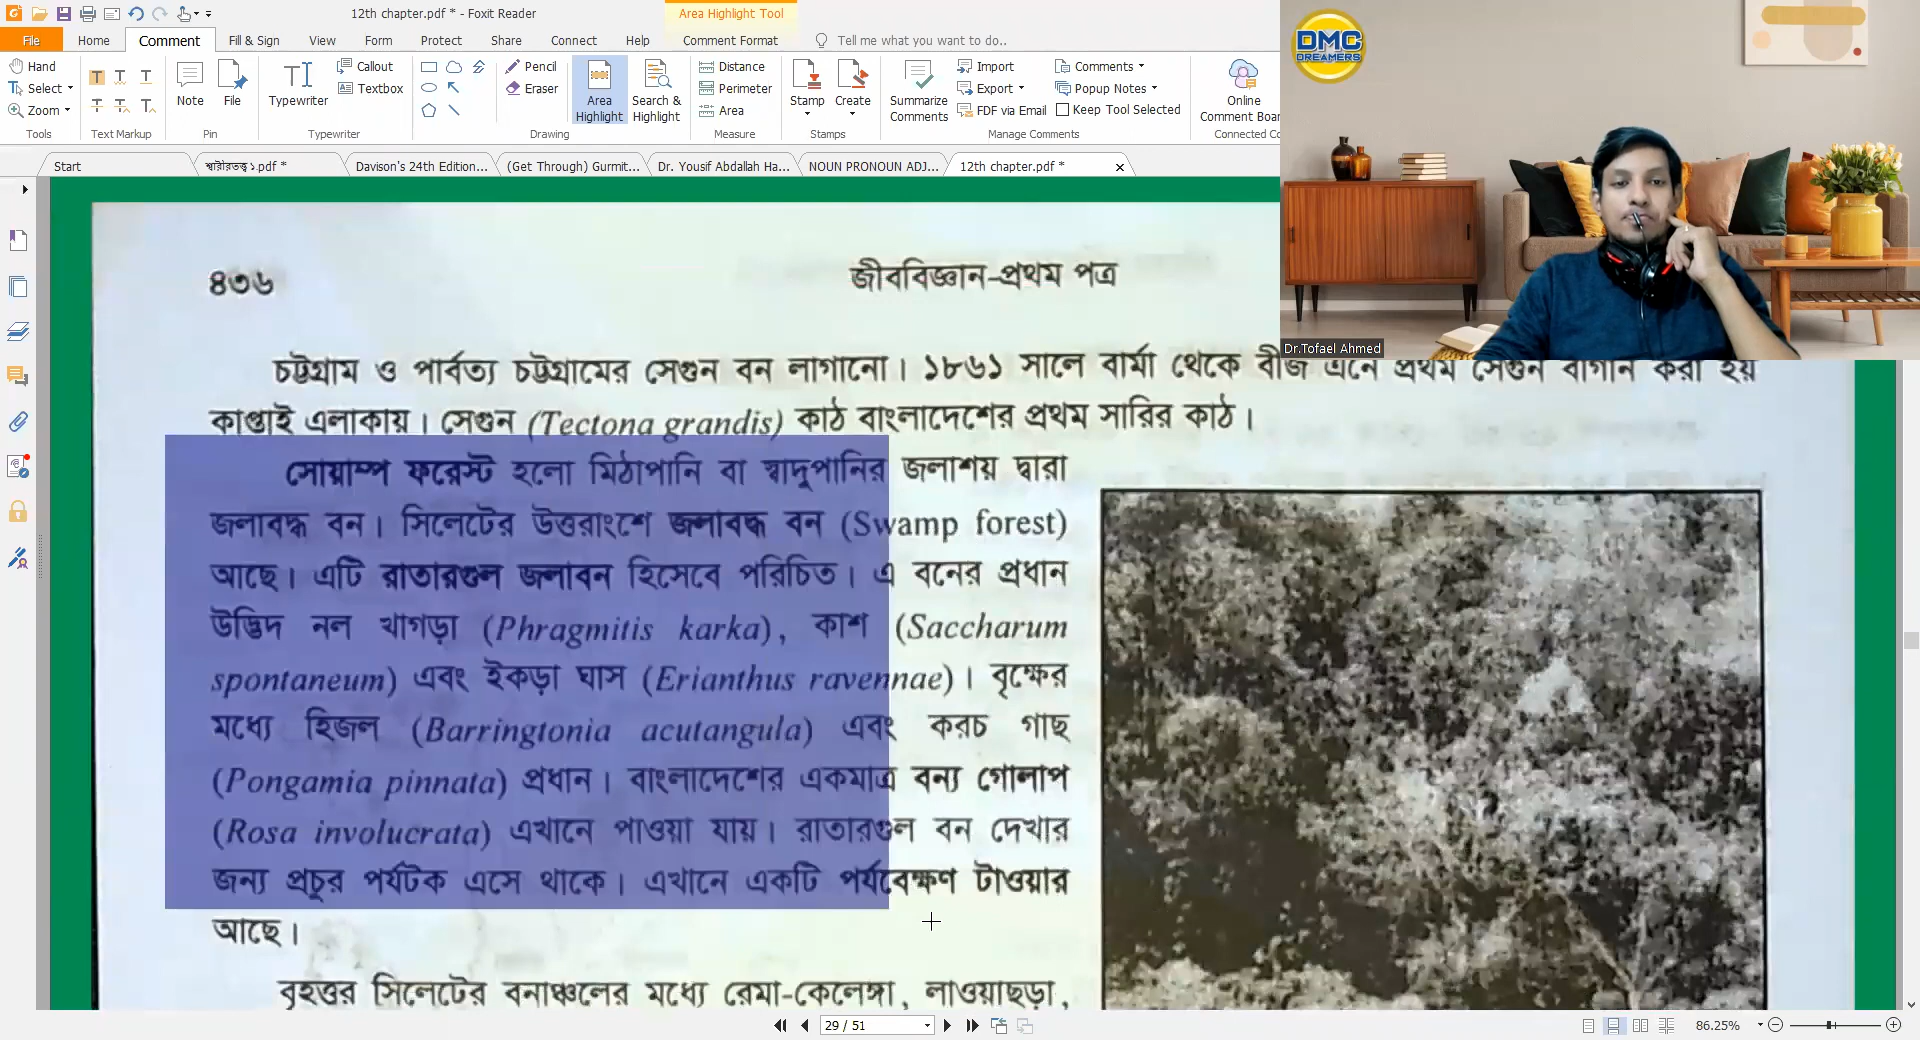 12th chapter.pdf * - Foxit Reader
Area Highlight Tool
File Home Comment Fill & Sign View Form Protect Share Connect Help Comment Format Tell me what you want to do..
Hand
Select
Zoom
Tools
Text Markup
Note
File
Pin
Typewriter
Callout
Textbox
Typewriter
Pencil
Eraser
Drawing
Area Highlight
Search & Highlight
Distance
Perimeter
Area
Measure
Stamp
Create
Stamps
Summarize Comments
Import
Export
FDF via Email
Comments
Popup Notes
Keep Tool Selected
Manage Comments
Online Comment Boar
Connected Co
DMC
DREAMERS
Dr.Tofael Ahmed
Start
শারীরতত্ত্ব ১.pdf *
Davison's 24th Edition...
(Get Through) Gurmit...
Dr. Yousif Abdallah Ha...
NOUN PRONOUN ADJ...
12th chapter.pdf *
৪৩৬
জীববিজ্ঞান-প্রথম পত্র
চট্টগ্রাম ও পার্বত্য চট্টগ্রামের সেগুন বন লাগানো। ১৮৬১ সালে বার্মা থেকে বীজ এনে প্রথম সেগুন বাগান করা হয়
কাপ্তাই এলাকায়। সেগুন (Tectona grandis) কাঠ বাংলাদেশের প্রথম সারির কাঠ।
সোয়াম্প ফরেস্ট হলো মিঠাপানি বা স্বাদুপানির জলাশয় দ্বারা
জলাবদ্ধ বন। সিলেটের উত্তরাংশে জলাবদ্ধ বন (Swamp forest)
আছে। এটি রাতারগুল জলাবন হিসেবে পরিচিত। এ বনের প্রধান
উদ্ভিদ নল খাগড়া (Phragmitis karka), কাশ (Saccharum
spontaneum) এবং ইকড়া ঘাস (Erianthus ravennae)। বৃক্ষের
মধ্যে হিজল (Barringtonia acutangula) এবং করচ গাছ
(Pongamia pinnata) প্রধান। বাংলাদেশের একমাত্র বন্য গোলাপ
(Rosa involucrata) এখানে পাওয়া যায়। রাতারগুল বন দেখার
জন্য প্রচুর পর্যটক এসে থাকে। এখানে একটি পর্যবেক্ষণ টাওয়ার
আছে।
বৃহত্তর সিলেটের বনাঞ্চলের মধ্যে রেমা-কেলেঙ্গা, লাওয়াছড়া,
29 / 51
86.25%